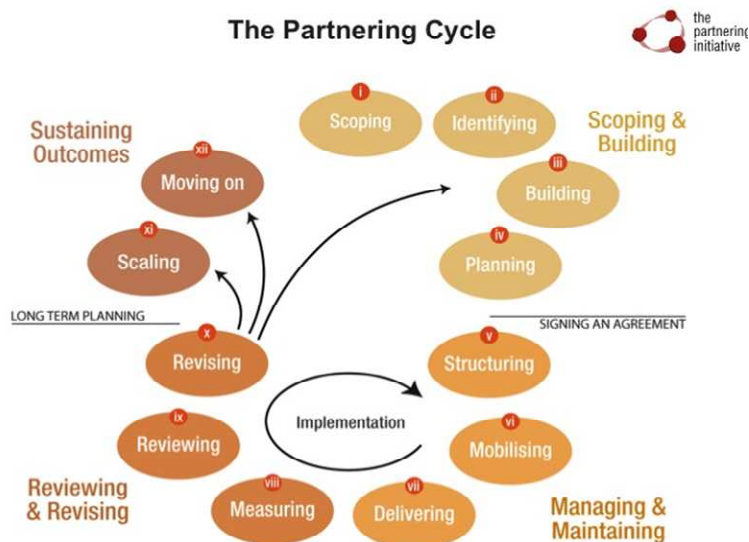 The Partnering Cycle
the
partnering
initiative
Sustaining
Outcomes
Scoping &
Building
i
Scoping
ii
Identifying
iii
Building
iv
Planning
SIGNING AN AGREEMENT
v
Structuring
vi
Mobilising
vii
Delivering
Managing &
Maintaining
viii
Measuring
ix
Reviewing
Reviewing
& Revising
x
Revising
LONG TERM PLANNING
xi
Scaling
xii
Moving on
Implementation